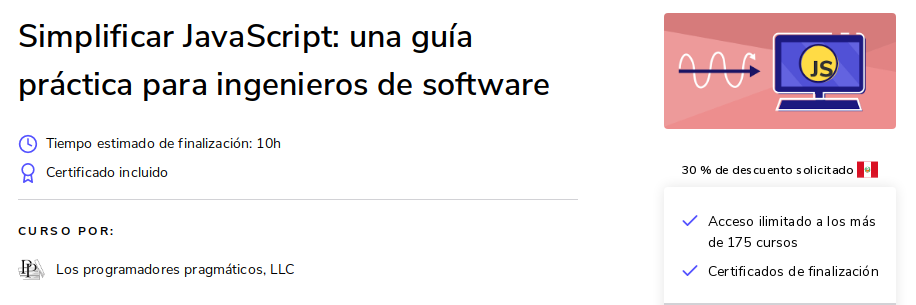 Simplificar JavaScript: una guía
práctica para ingenieros de software
Tiempo estimado de finalización: 10h
Certificado incluido
CURSO POR:
Los programadores pragmáticos, LLC
JS
30 % de descuento solicitado
Acceso ilimitado a los más
de 175 cursos
Certificados de finalización